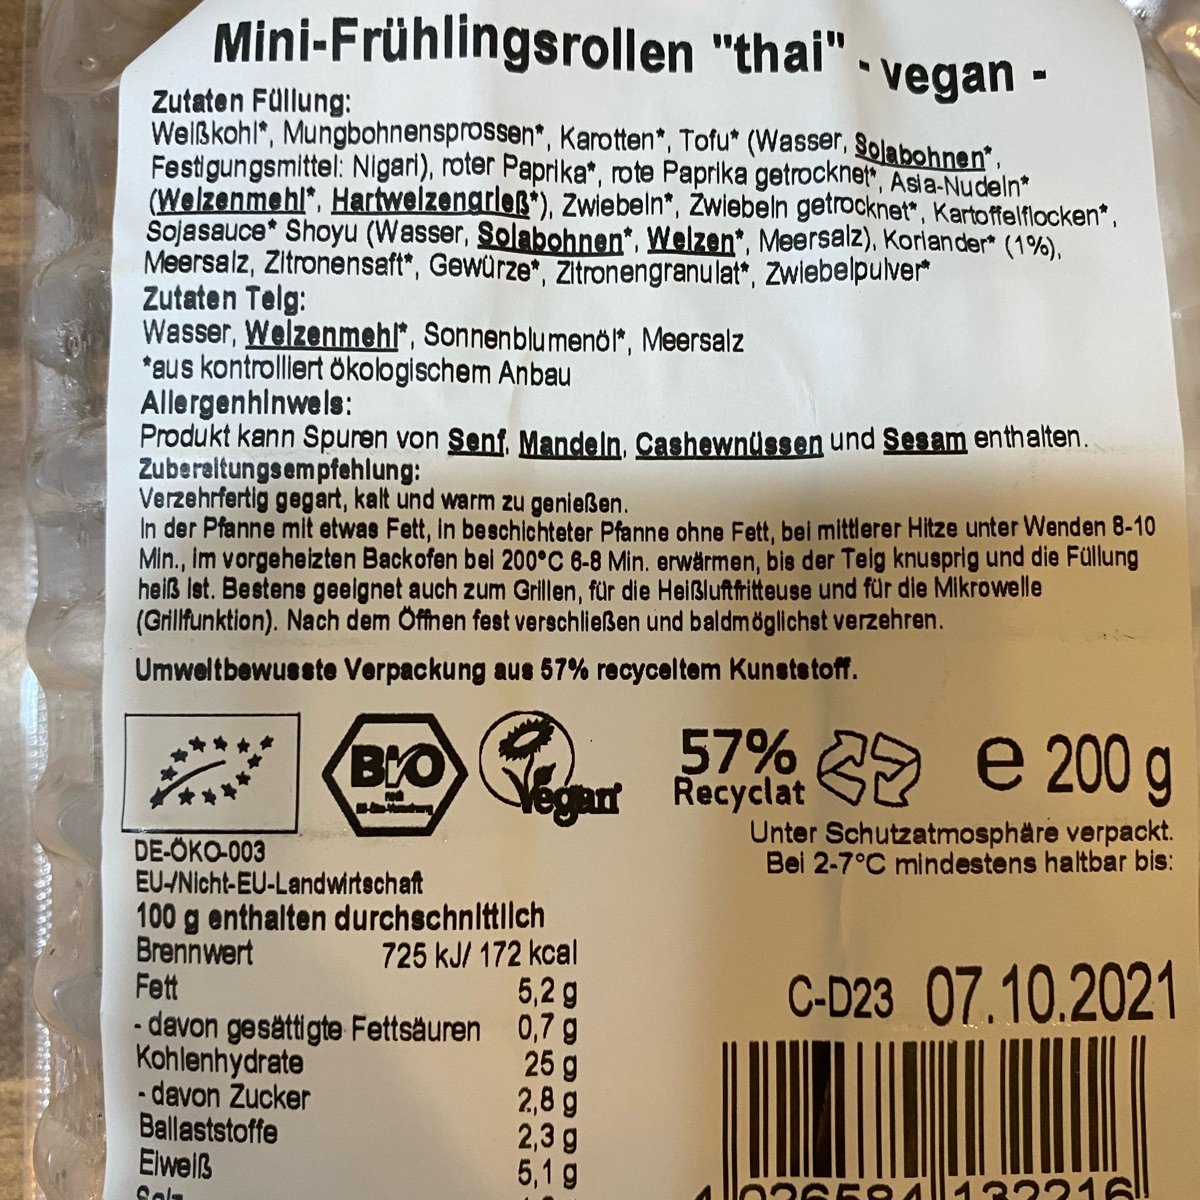 Mini-Frühlingsrollen "thai" - vegan -
Zutaten Füllung:
Weißkohl*, Mungbohnensprossen*, Karotten*, Tofu* (Wasser, Sojabohnen*,
Festigungsmittel: Nigari), roter Paprika*, rote Paprika getrocknet*, Asia-Nudeln*
(Weizenmehl*, Hartweizengrieß*), Zwiebeln*, Zwiebeln getrocknet*, Kartoffelflocken*,
Sojasauce* Shoyu (Wasser, Sojabohnen*, Weizen*, Meersalz), Koriander* (1%),
Meersalz, Zitronensaft*, Gewürze*, Zitronengranulat*, Zwiebelpulver*
Zutaten Teig:
Wasser, Weizenmehl*, Sonnenblumenöl*, Meersalz
*aus kontrolliert ökologischem Anbau
Allergenhinweis:
Produkt kann Spuren von Senf, Mandeln, Cashewnüssen und Sesam enthalten.
Zubereitungsempfehlung:
Verzehrfertig gegart, kalt und warm zu genießen.
In der Pfanne mit etwas Fett, in beschichteter Pfanne ohne Fett, bei mittlerer Hitze unter Wenden 8-10
Min., im vorgeheizten Backofen bei 200°C 6-8 Min. erwärmen, bis der Teig knusprig und die Füllung
heiß ist. Bestens geeignet auch zum Grillen, für die Heißluftfritteuse und für die Mikrowelle
(Grillfunktion). Nach dem Öffnen fest verschließen und baldmöglichst verzehren.
Umweltbewusste Verpackung aus 57% recyceltem Kunststoff.
BIO
nach
Vegan
57%
Recyclat
e 200 g
Unter Schutzatmosphäre verpackt.
Bei 2-7°C mindestens haltbar bis:
DE-ÖKO-003
EU-/Nicht-EU-Landwirtschaft
100 g enthalten durchschnittlich
Brennwert 725 kJ/ 172 kcal
Fett 5,2 g
- davon gesättigte Fettsäuren 0,7 g
Kohlenhydrate 25 g
- davon Zucker 2,8 g
Ballaststoffe 2,3 g
Eiweiß 5,1 g
Salz
C-D23 07.10.2021
4 026584 132216